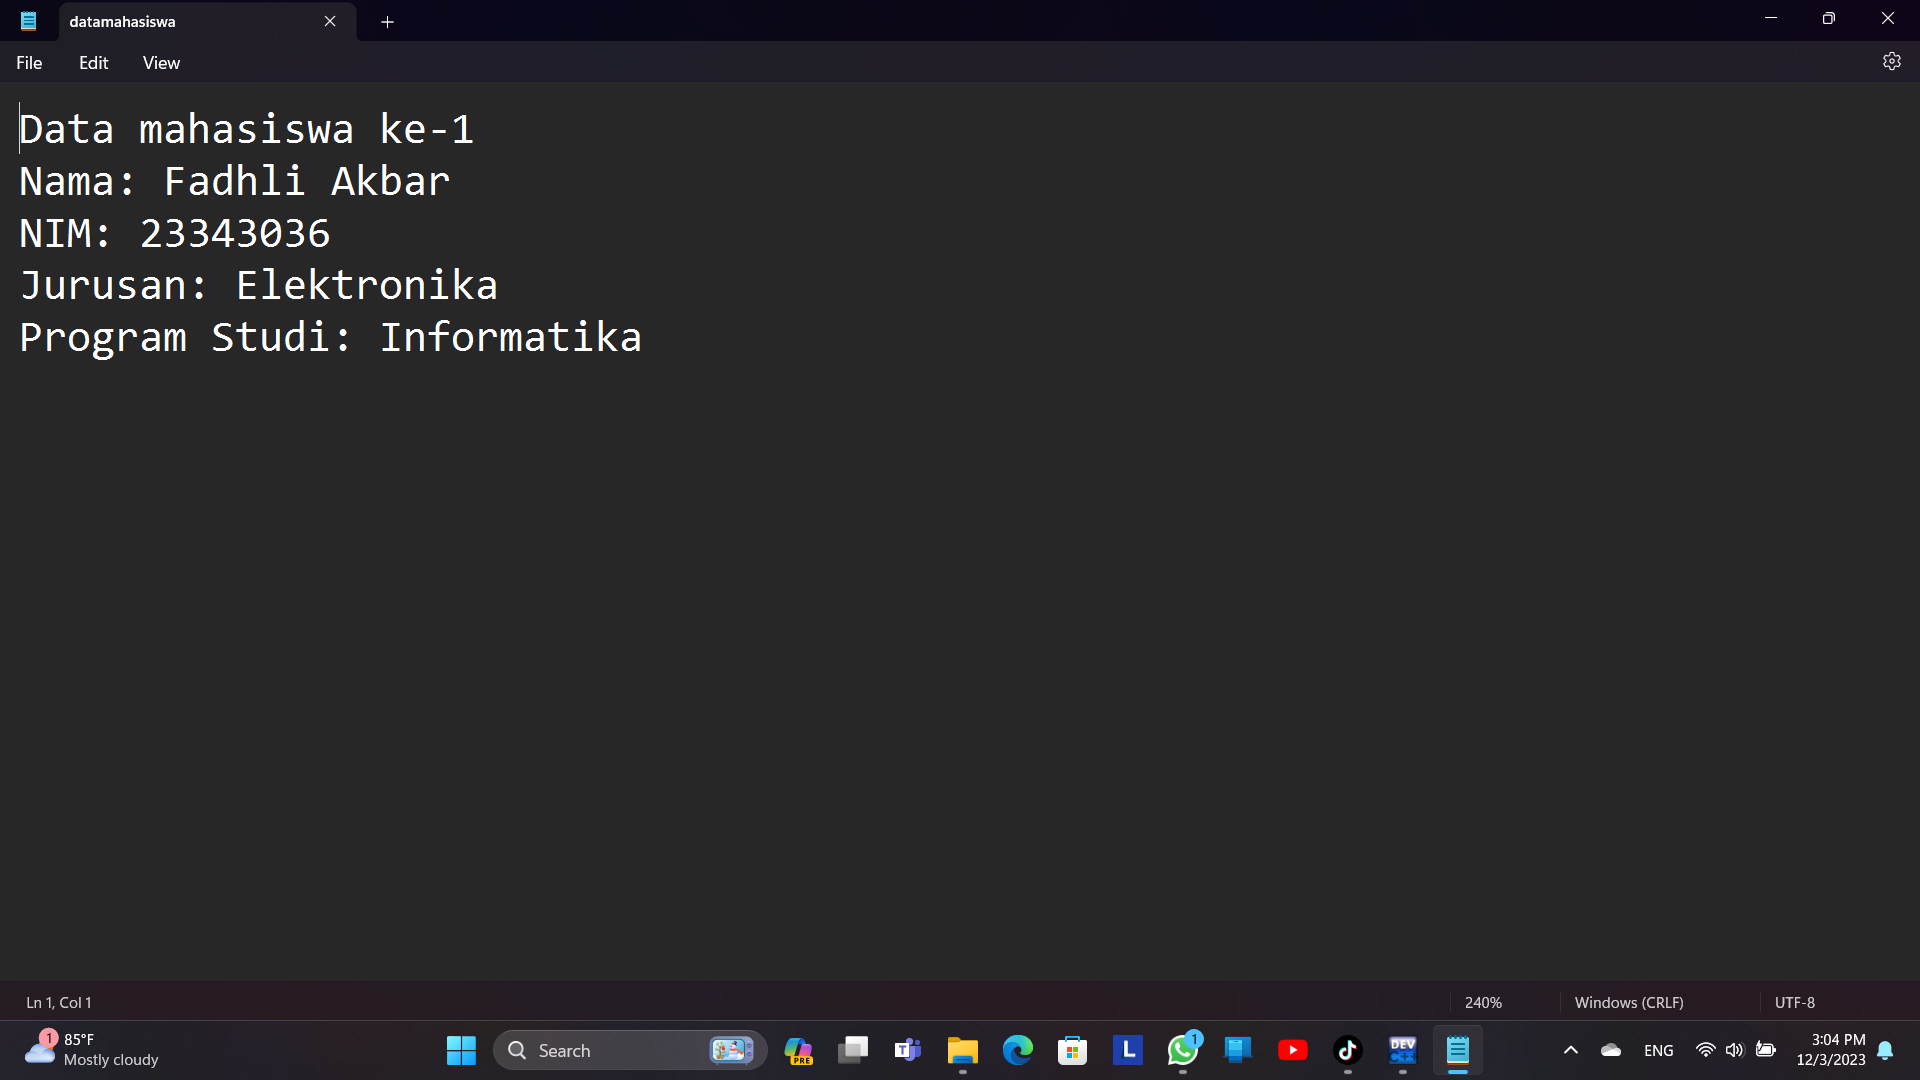 datamahasiswa
File Edit View
Data mahasiswa ke-1
Nama: Fadhli Akbar
NIM: 23343036
Jurusan: Elektronika
Program Studi: Informatika
Ln 1, Col 1 240% Windows (CRLF) UTF-8
1 85°F
Mostly cloudy
Search PRE T L 1 DEV C++ ENG 3:04 PM
12/3/2023